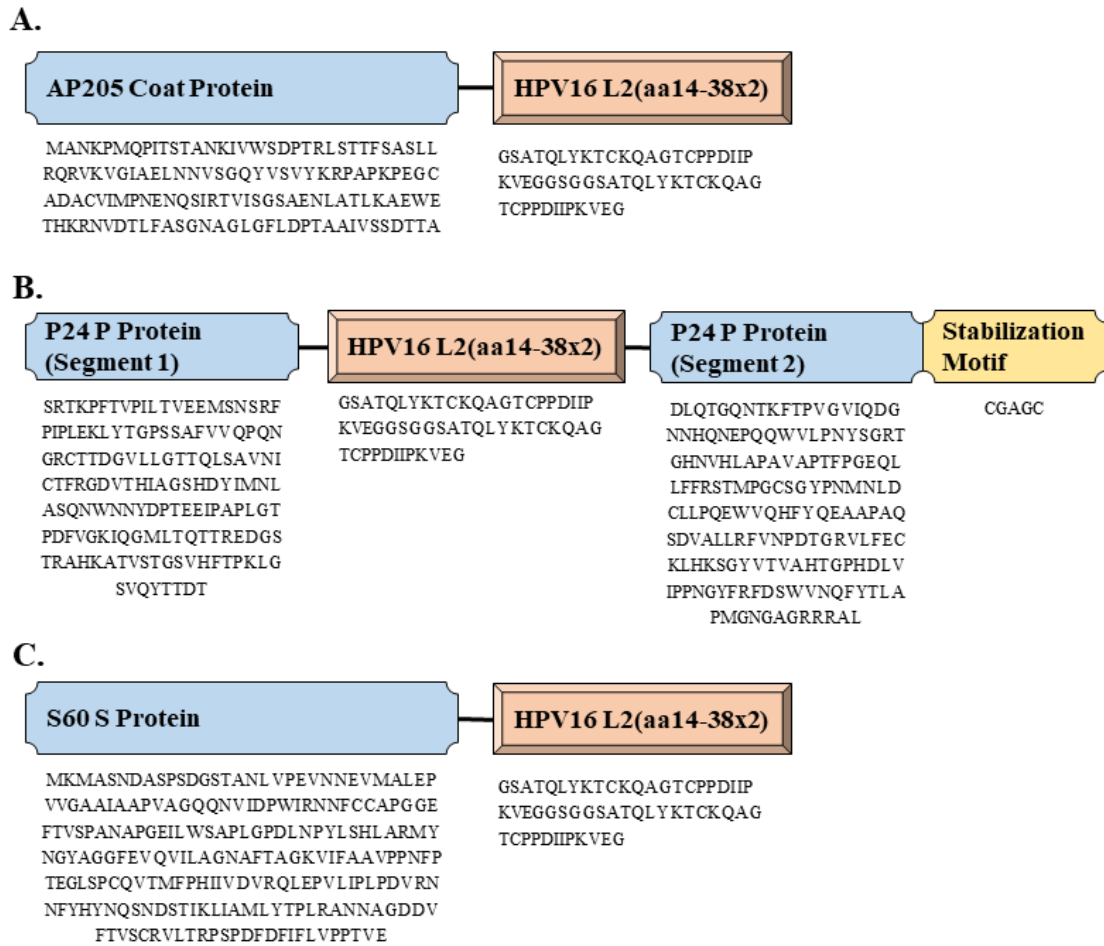 A.
AP205 Coat Protein
HPV16 L2(aa14-38x2)
MANKPMQPITSTANKIVWSDPTRLSTTFSASLL
RQRVKVGIAELNNVSGQYVSVYKRPAPKPEGC
ADACVIMPNENQSIRTVISGSAENLATLKAEWE
THKRNVDTLFASGNAGLGFLDPTAAIVSSDTTA
GSATQLYKTCKQAGTCPPDIIP
KVEGGSGGSATQLYKTCKQAG
TCPPDIIPKVEG
B.
P24 P Protein
(Segment 1)
HPV16 L2(aa14-38x2)
P24 P Protein
(Segment 2)
Stabilization
Motif
SRTKPFTVPILTVEEMSNSRF
PIPLEKLYTGPSSAFVVQPQN
GRCTTDGVLLGTTQLSAVNI
CTFRGDVTHIAGSHDYIMNL
ASQNWNNYDPTEEIPAPLGT
PDFVGKIQGMLTQTTREDGS
TRAHKATVSTGSVHFTPKLG
SVQYTTDT
GSATQLYKTCKQAGTCPPDIIP
KVEGGSGGSATQLYKTCKQAG
TCPPDIIPKVEG
DLQTGQNTKFTPVGVIQDG
NNHQNEPQQWVLPNYSGRT
GHNVHLAPAVAPTFPGEQL
LFFRSTMPGCSGYPNMNLD
CLLPQEWVQHFYQEAAPAQ
SDVALLRFVNPDTGRVLFEC
KLHKSGYVTVAHTGPHDLV
IPPNGYFRFDSWVNQFYTLA
PMGNGAGRRRAL
CGAGC
C.
S60 S Protein
HPV16 L2(aa14-38x2)
MKMASNDASPSDGSTANLVPEVNNEVMALEP
VVGAAIAAPVAGQQNVIDPWIRNNFCCAPGGE
FTVSPANAPGEILWSAPLGPDLNPYLSHLARMY
NGYAGGFEVQVILAGNAFTAGKVIFAAVPPNFP
TEGLSPCQVTMFPHIIVDVRQLEPVLIPLPDVRN
NFYHYNQSNDSTIKLIAMLYTPLRANNAGDDV
FTVSCRVLTRPSPDFDFIFLVPPTVE
GSATQLYKTCKQAGTCPPDIIP
KVEGGSGGSATQLYKTCKQAG
TCPPDIIPKVEG